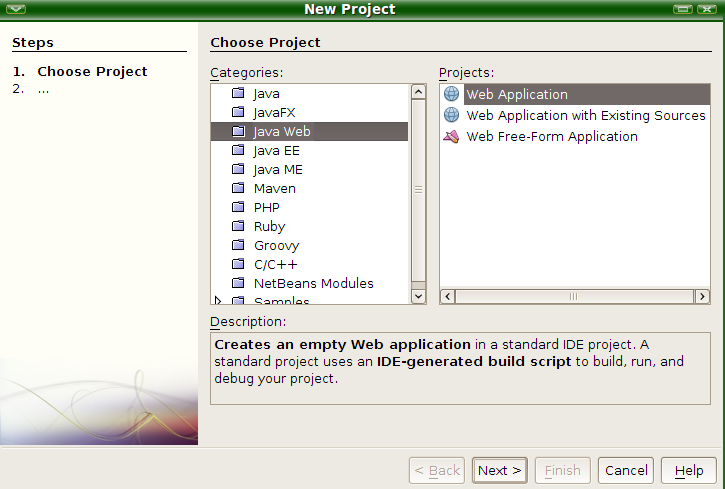 New Project
Steps
1. Choose Project
2. ...
Choose Project
Categories:
Java
JavaFX
Java Web
Java EE
Java ME
Maven
PHP
Ruby
Groovy
C/C++
NetBeans Modules
Samples
Projects:
Web Application
Web Application with Existing Sources
Web Free-Form Application
Description:
Creates an empty Web application in a standard IDE project. A
standard project uses an IDE-generated build script to build, run, and
debug your project.
< Back Next > Finish Cancel Help